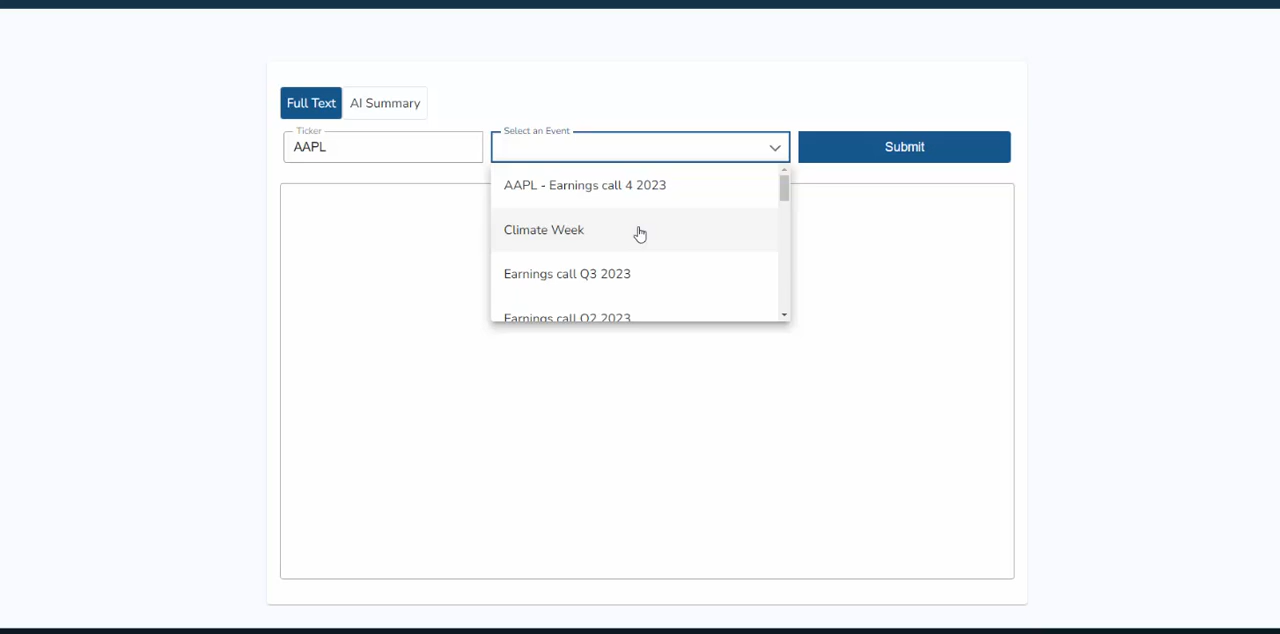 Full Text AI Summary
Ticker
AAPL
Select an Event
Submit
AAPL - Earnings call 4 2023
Climate Week
Earnings call Q3 2023
Earnings call Q2 2023